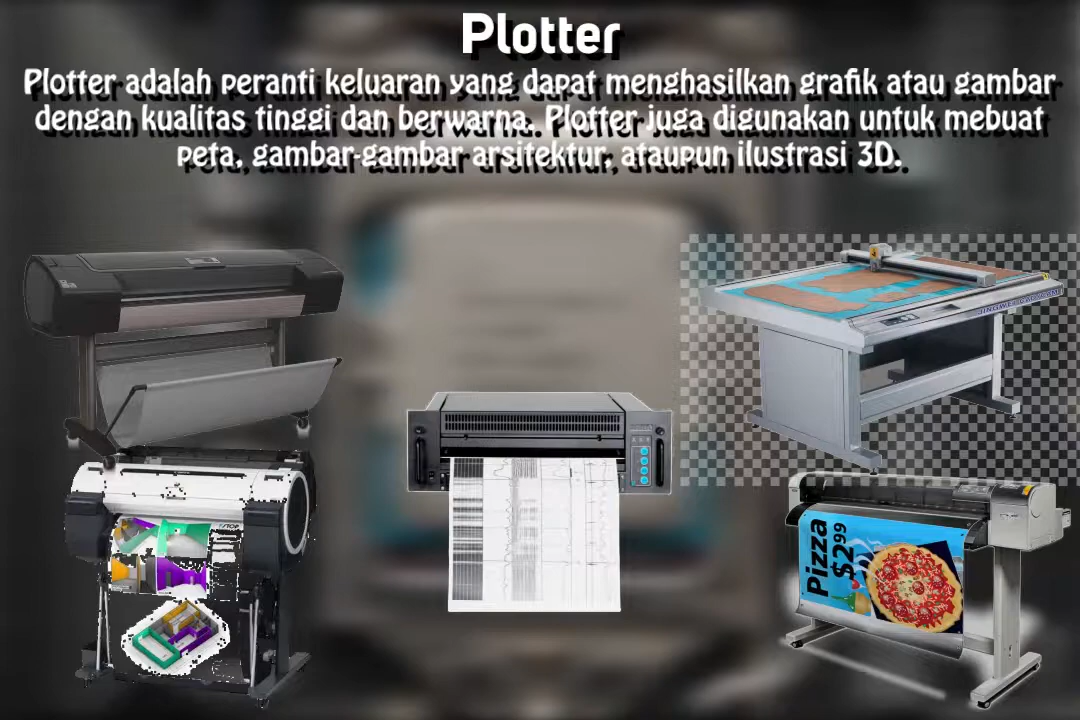 Plotter
Plotter adalah peranti keluaran yang dapat menghasilkan grafik atau gambar
dengan kualitas tinggi dan berwarna. Plotter juga digunakan untuk mebuat
peta, gambar-gambar arsitektur, ataupun ilustrasi 3D.
Pizza
$2.99